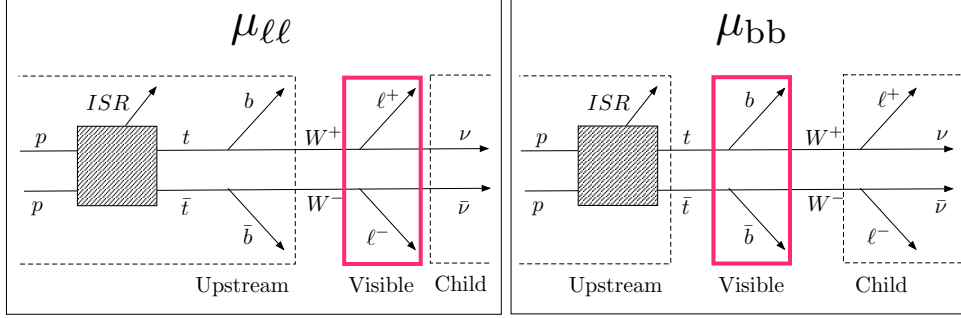 μℓℓ
ISR
b
ℓ+
p
t
W+
ν
p
t̄
W−
ν̄
b̄
ℓ−
Upstream
Visible
Child
μbb
ISR
b
ℓ+
p
t
W+
ν
p
t̄
W−
ν̄
b̄
ℓ−
Upstream
Visible
Child